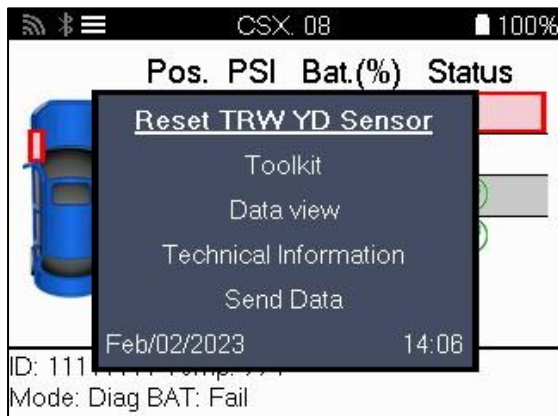 CSX. 08 100%
Pos. PSI Bat.(%) Status
Reset TRW YD Sensor
Toolkit
Data view
Technical Information
Send Data
Feb/02/2023 14:06
ID: 111
Mode: Diag BAT: Fail